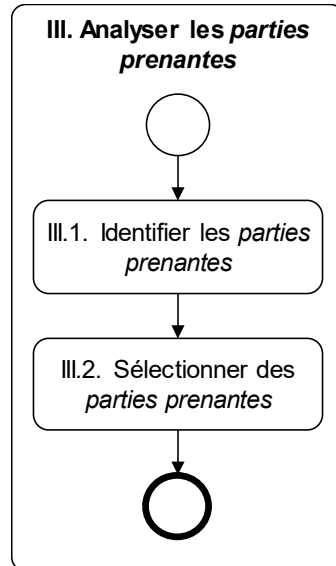 III. Analyser les parties
prenantes
III.1. Identifier les parties
prenantes
III.2. Sélectionner des
parties prenantes